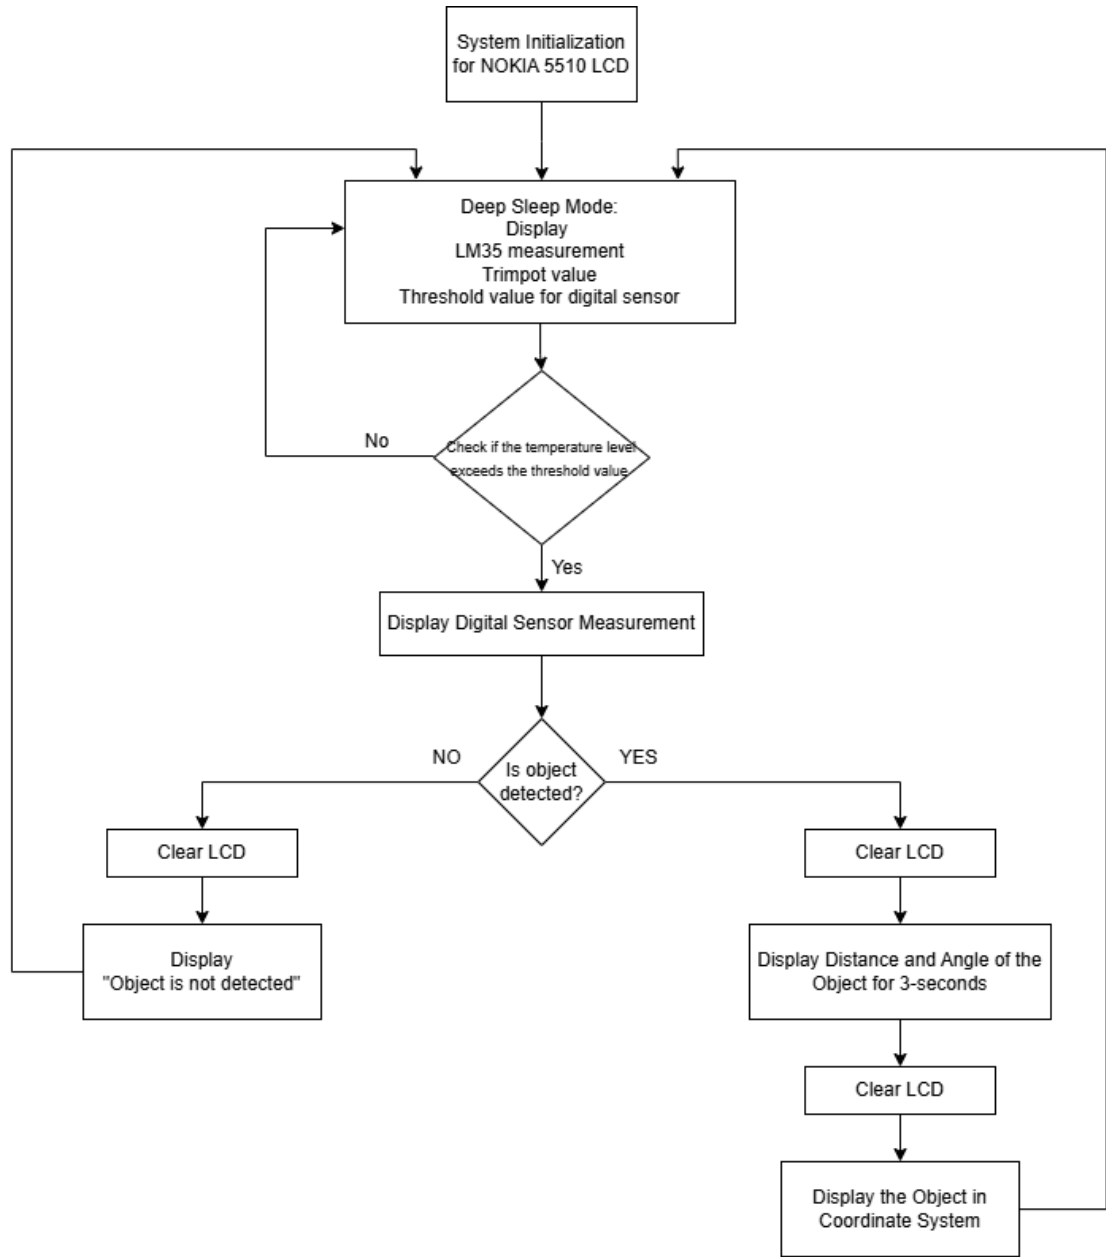 System Initialization
for NOKIA 5510 LCD
Deep Sleep Mode:
Display
LM35 measurement
Trimpot value
Threshold value for digital sensor
No
Check if the temperature level
exceeds the threshold value
Yes
Display Digital Sensor Measurement
NO
YES
Is object
detected?
Clear LCD
Clear LCD
Display
"Object is not detected"
Display Distance and Angle of the
Object for 3-seconds
Clear LCD
Display the Object in
Coordinate System